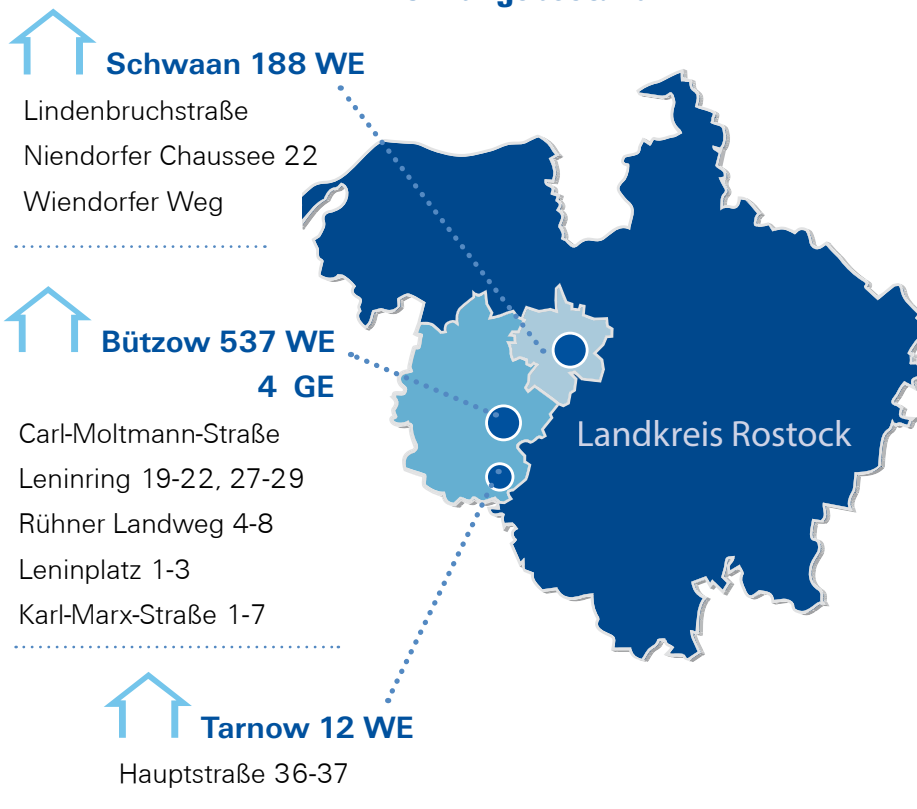 Schwaan 188 WE
Lindenbruchstraße
Niendorfer Chaussee 22
Wiendorfer Weg
Bützow 537 WE
4 GE
Carl-Moltmann-Straße
Leninring 19-22, 27-29
Rühner Landweg 4-8
Leninplatz 1-3
Karl-Marx-Straße 1-7
Landkreis Rostock
Tarnow 12 WE
Hauptstraße 36-37